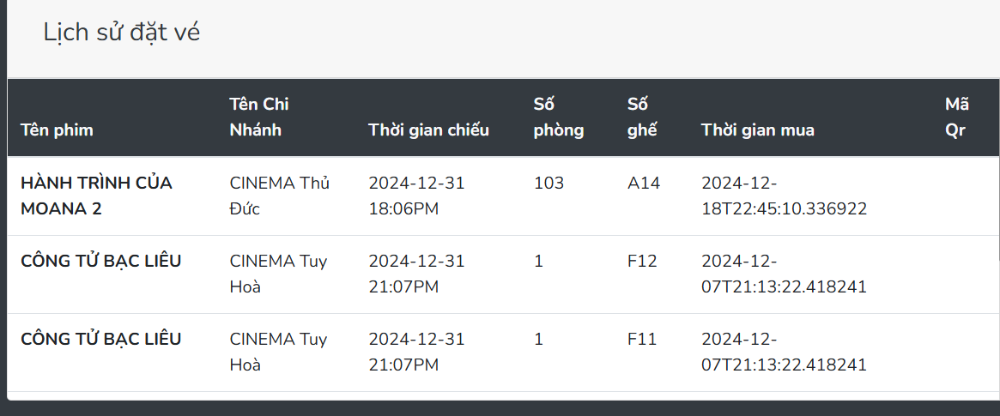 Lịch sử đặt vé
Tên phim
Tên Chi
Nhánh
Thời gian chiếu
Số
phòng
Số
ghế
Thời gian mua
Mã
Qr
HÀNH TRÌNH CỦA
MOANA 2
CINEMA Thủ
Đức
2024-12-31
18:06PM
103
A14
2024-12-
18T22:45:10.336922
CÔNG TỬ BẠC LIÊU
CINEMA Tuy
Hoà
2024-12-31
21:07PM
1
F12
2024-12-
07T21:13:22.418241
CÔNG TỬ BẠC LIÊU
CINEMA Tuy
Hoà
2024-12-31
21:07PM
1
F11
2024-12-
07T21:13:22.418241